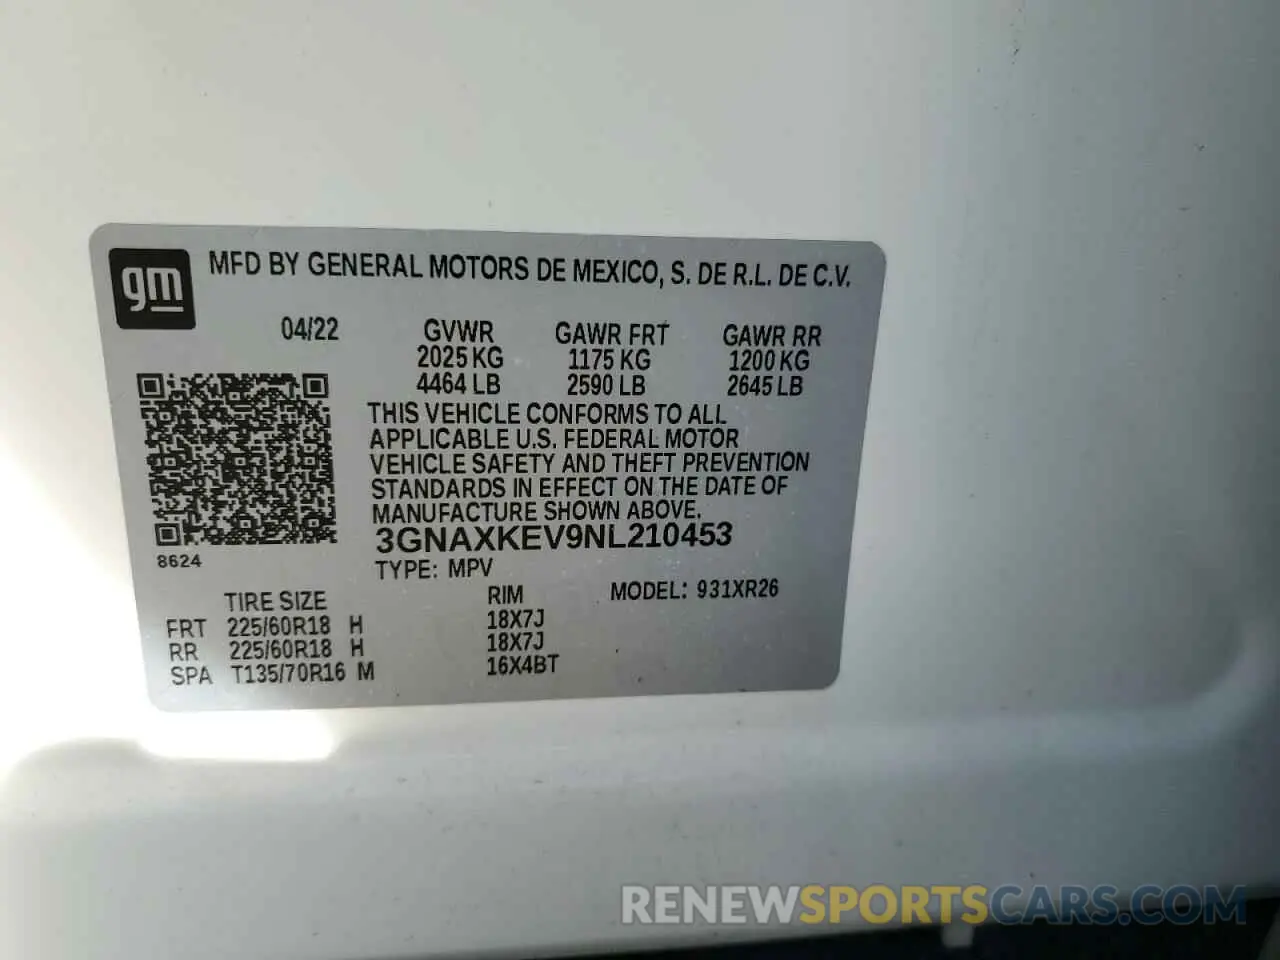 gm
MFD BY GENERAL MOTORS DE MEXICO, S. DE R.L. DE C.V.
04/22 GVWR GAWR FRT GAWR RR
2025 KG 1175 KG 1200 KG
4464 LB 2590 LB 2645 LB
THIS VEHICLE CONFORMS TO ALL
APPLICABLE U.S. FEDERAL MOTOR
VEHICLE SAFETY AND THEFT PREVENTION
STANDARDS IN EFFECT ON THE DATE OF
MANUFACTURE SHOWN ABOVE.
3GNAXKEV9NL210453
8624
TYPE: MPV
TIRE SIZE RIM MODEL: 931XR26
FRT 225/60R18 H 18X7J
RR 225/60R18 H 18X7J
SPA T135/70R16 M 16X4BT
RENEWSPORTSCARS.COM